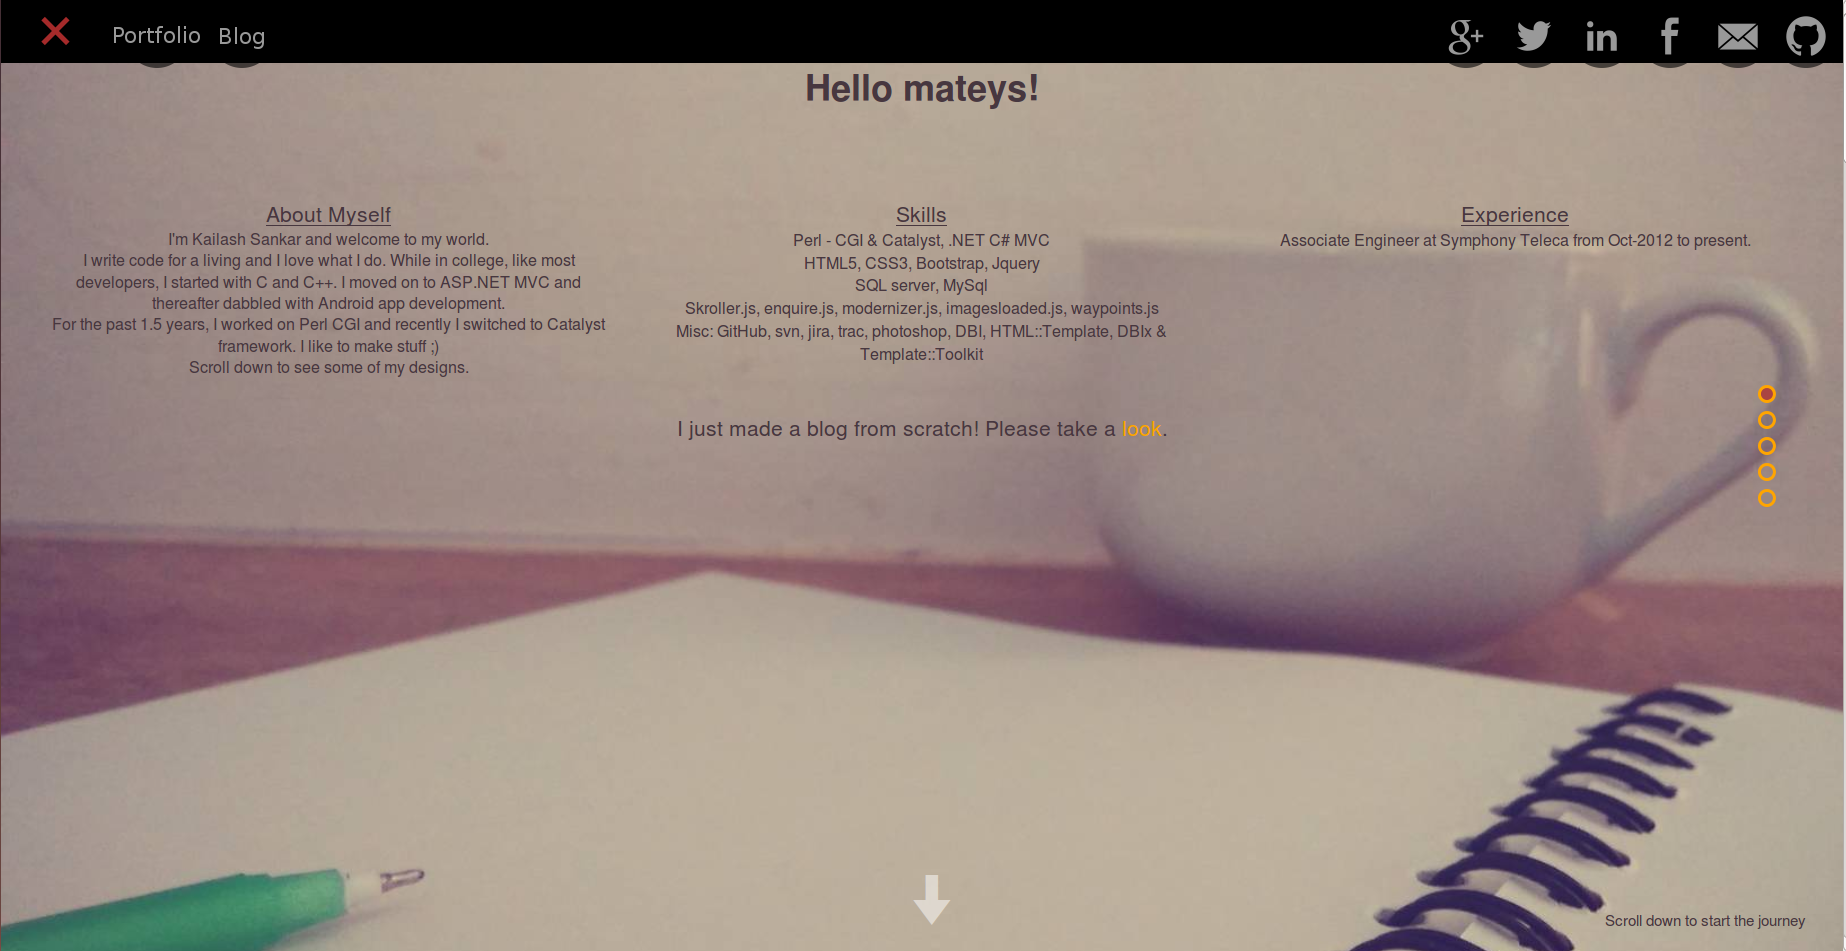 Portfolio Blog
Hello mateys!
About Myself
I'm Kailash Sankar and welcome to my world.
I write code for a living and I love what I do. While in college, like most
developers, I started with C and C++. I moved on to ASP.NET MVC and
thereafter dabbled with Android app development.
For the past 1.5 years, I worked on Perl CGI and recently I switched to Catalyst
framework. I like to make stuff ;)
Scroll down to see some of my designs.
Skills
Perl - CGI & Catalyst, .NET C# MVC
HTML5, CSS3, Bootstrap, Jquery
SQL server, MySql
Skroller.js, enquire.js, modernizer.js, imagesloaded.js, waypoints.js
Misc: GitHub, svn, jira, trac, photoshop, DBI, HTML::Template, DBIx &
Template::Toolkit
Experience
Associate Engineer at Symphony Teleca from Oct-2012 to present.
I just made a blog from scratch! Please take a look.
Scroll down to start the journey